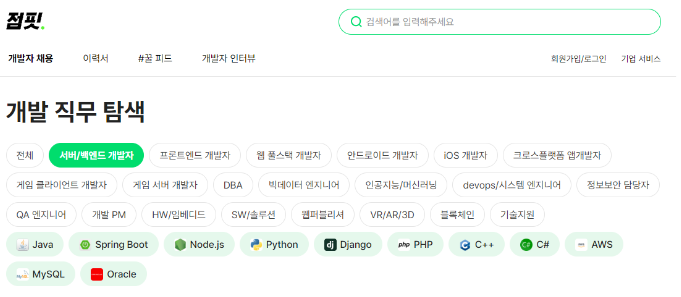 점핏.
검색어를 입력해주세요
개발자 채용 이력서 #꿀 피드 개발자 인터뷰 회원가입/로그인 기업 서비스
개발 직무 탐색
전체 서버/백엔드 개발자 프론트엔드 개발자 웹 풀스택 개발자 안드로이드 개발자 iOS 개발자 크로스플랫폼 앱개발자
게임 클라이언트 개발자 게임 서버 개발자 DBA 빅데이터 엔지니어 인공지능/머신러닝 devops/시스템 엔지니어 정보보안 담당자
QA 엔지니어 개발 PM HW/임베디드 SW/솔루션 웹퍼블리셔 VR/AR/3D 블록체인 기술지원
Java Spring Boot Node.js Python dj Django php PHP C++ C# AWS
MySQL Oracle